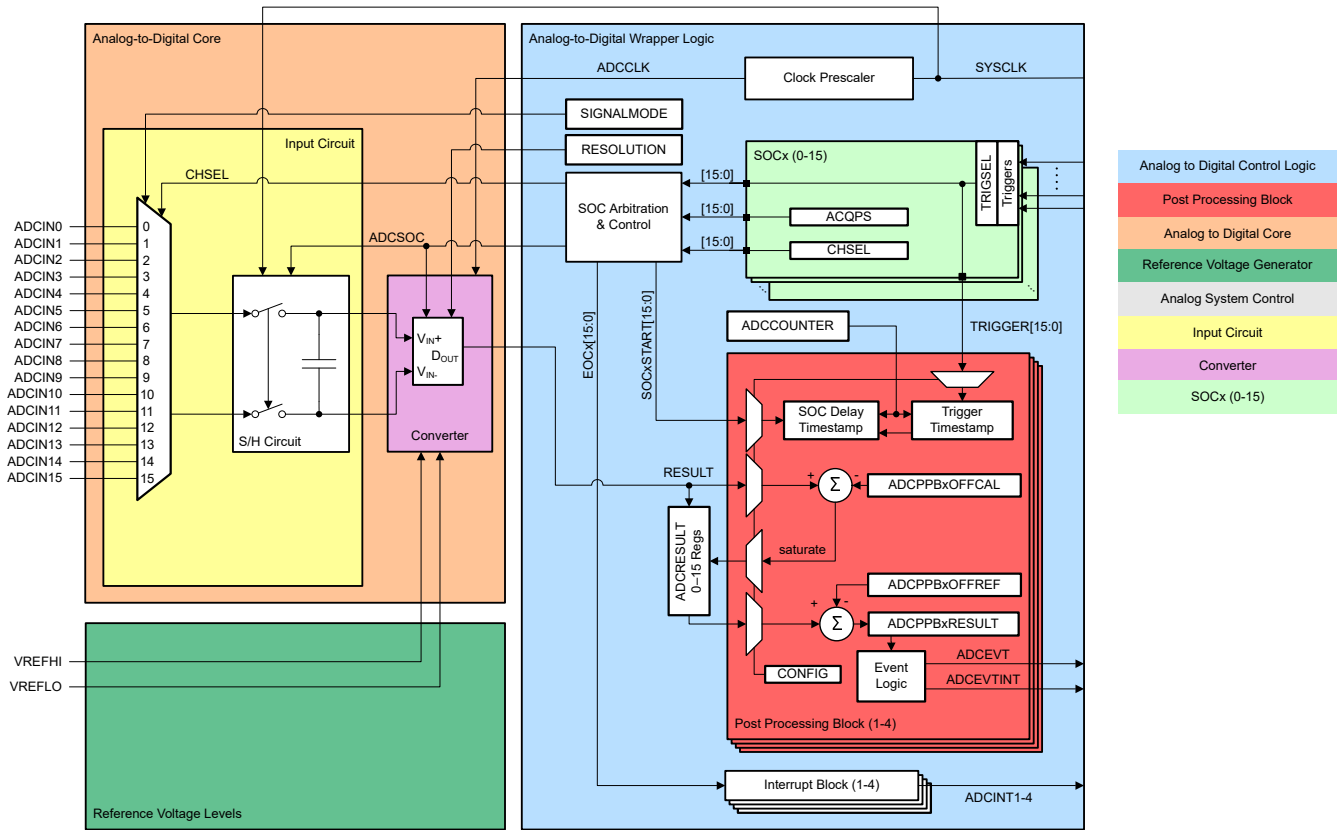 Analog-to-Digital Core
Analog-to-Digital Wrapper Logic
ADCCLK
Clock Prescaler
SYSCLK
SIGNALMODE
RESOLUTION
Input Circuit
CHSEL
ADCSOC
SOC Arbitration
& Control
[15:0]
[15:0]
[15:0]
SOCx (0-15)
TRIGSEL
Triggers
ACQPS
CHSEL
ADCIN0
ADCIN1
ADCIN2
ADCIN3
ADCIN4
ADCIN5
ADCIN6
ADCIN7
ADCIN8
ADCIN9
ADCIN10
ADCIN11
ADCIN12
ADCIN13
ADCIN14
ADCIN15
0
1
2
3
4
5
6
7
8
9
10
11
12
13
14
15
S/H Circuit
VIN+
DOUT
VIN-
Converter
EOCx[15:0]
SOCxSTART[15:0]
ADCCOUNTER
TRIGGER[15:0]
SOC Delay
Timestamp
Trigger
Timestamp
RESULT
+
Σ
-
ADCPPBxOFFCAL
ADCRESULT
0–15 Regs
saturate
ADCPPBxOFFREF
+
-
Σ
ADCPPBxRESULT
CONFIG
Event
Logic
ADCEVT
ADCEVTINT
Post Processing Block (1-4)
Interrupt Block (1-4)
ADCINT1-4
VREFHI
VREFLO
Reference Voltage Levels
Analog to Digital Control Logic
Post Processing Block
Analog to Digital Core
Reference Voltage Generator
Analog System Control
Input Circuit
Converter
SOCx (0-15)